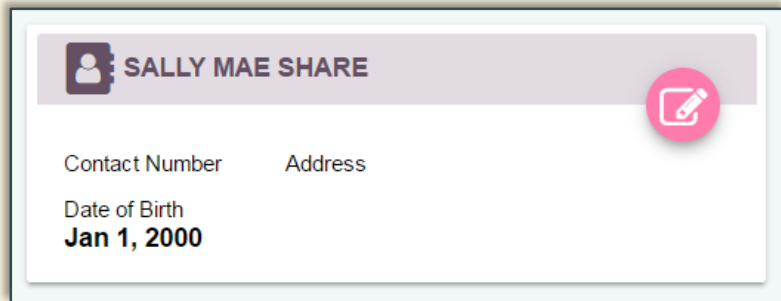 SALLY MAE SHARE
Contact Number Address
Date of Birth
Jan 1, 2000